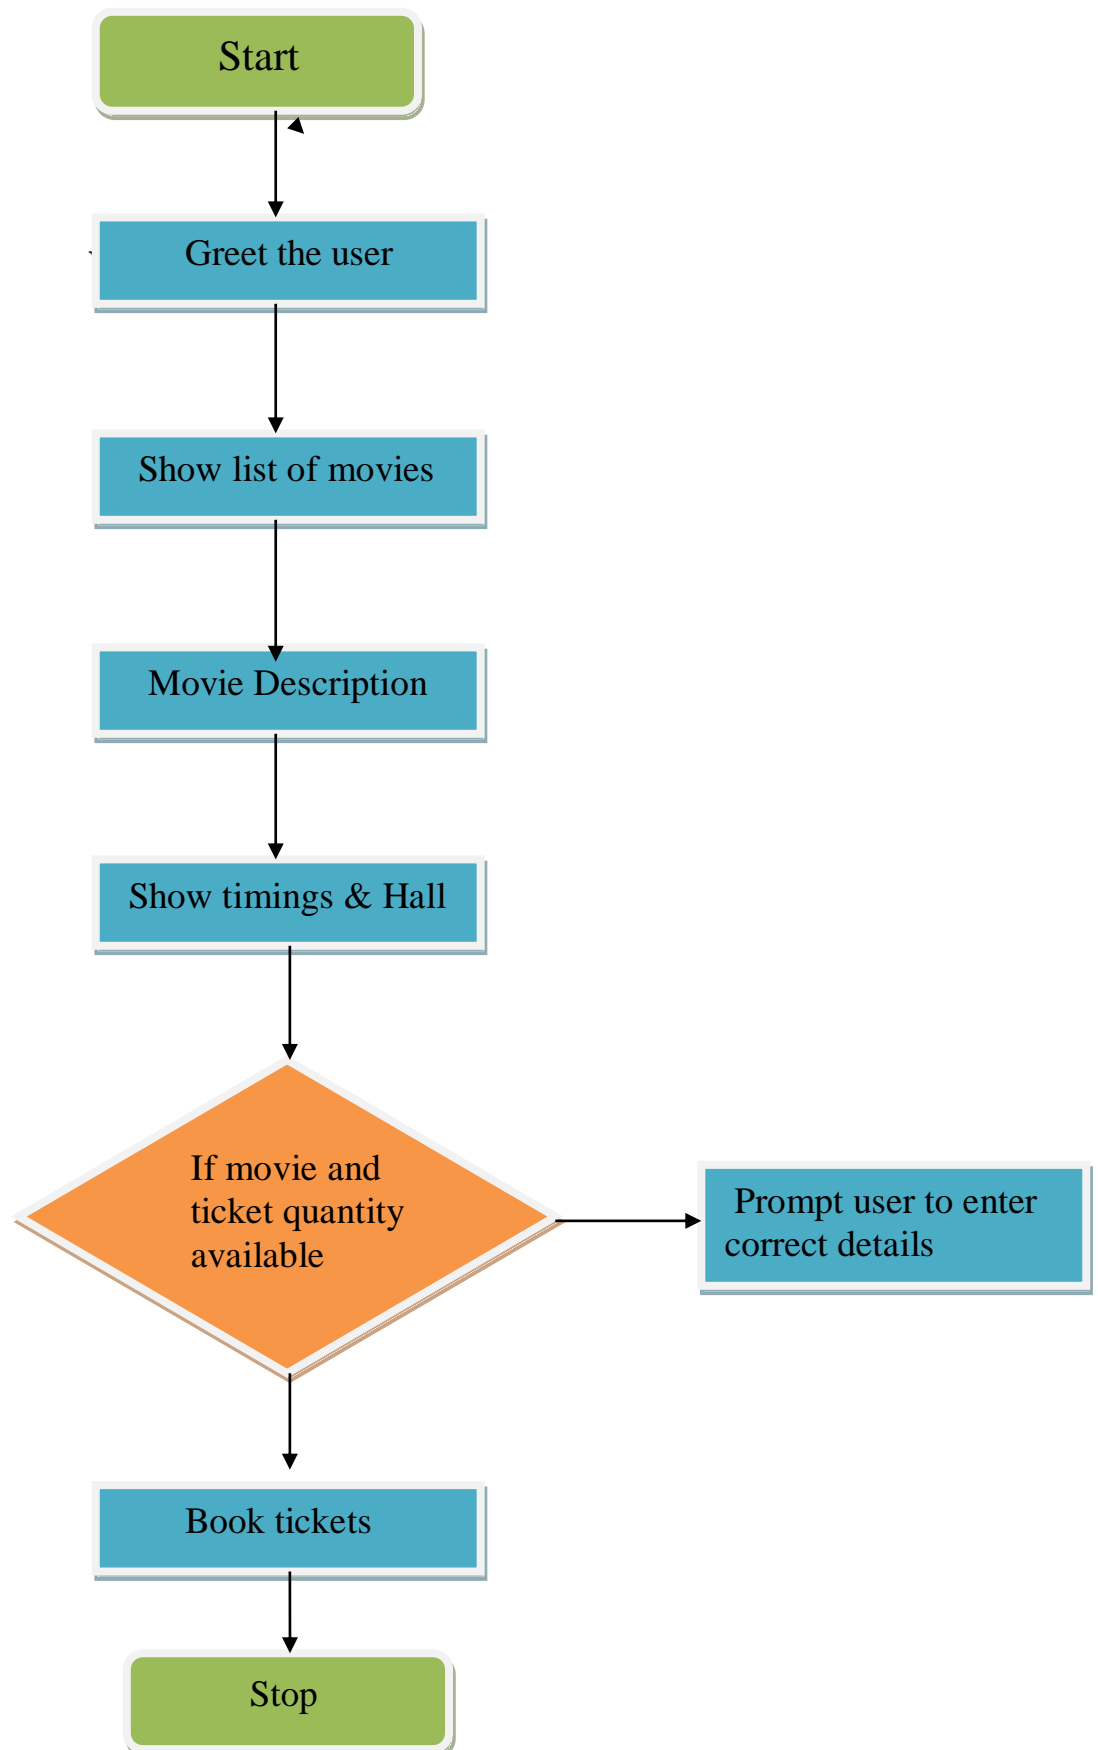 Start
Greet the user
Show list of movies
Movie Description
Show timings & Hall
If movie and
ticket quantity
available
Prompt user to enter
correct details
Book tickets
Stop